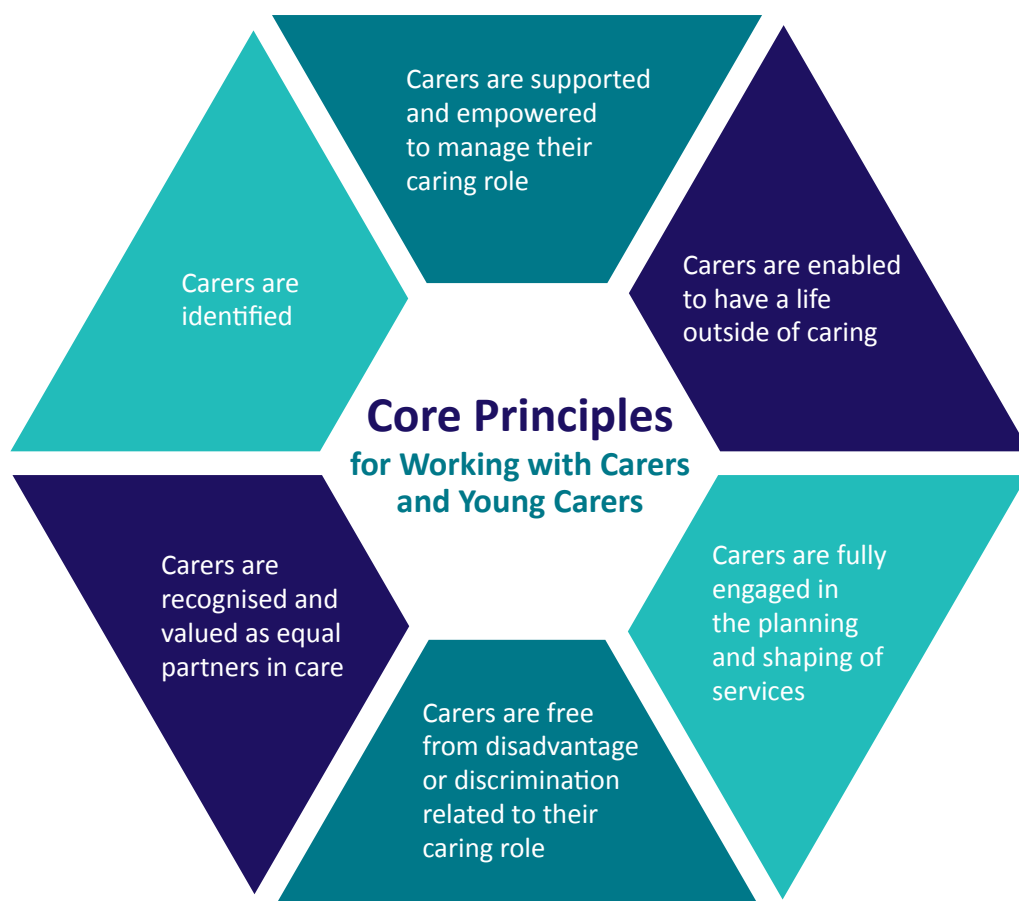 Carers are supported
and empowered
to manage their
caring role
Carers are enabled
to have a life
outside of caring
Carers are fully
engaged in
the planning
and shaping of
services
Carers are free
from disadvantage
or discrimination
related to their
caring role
Carers are
recognised and
valued as equal
partners in care
Carers are
identified
Core Principles
for Working with Carers
and Young Carers